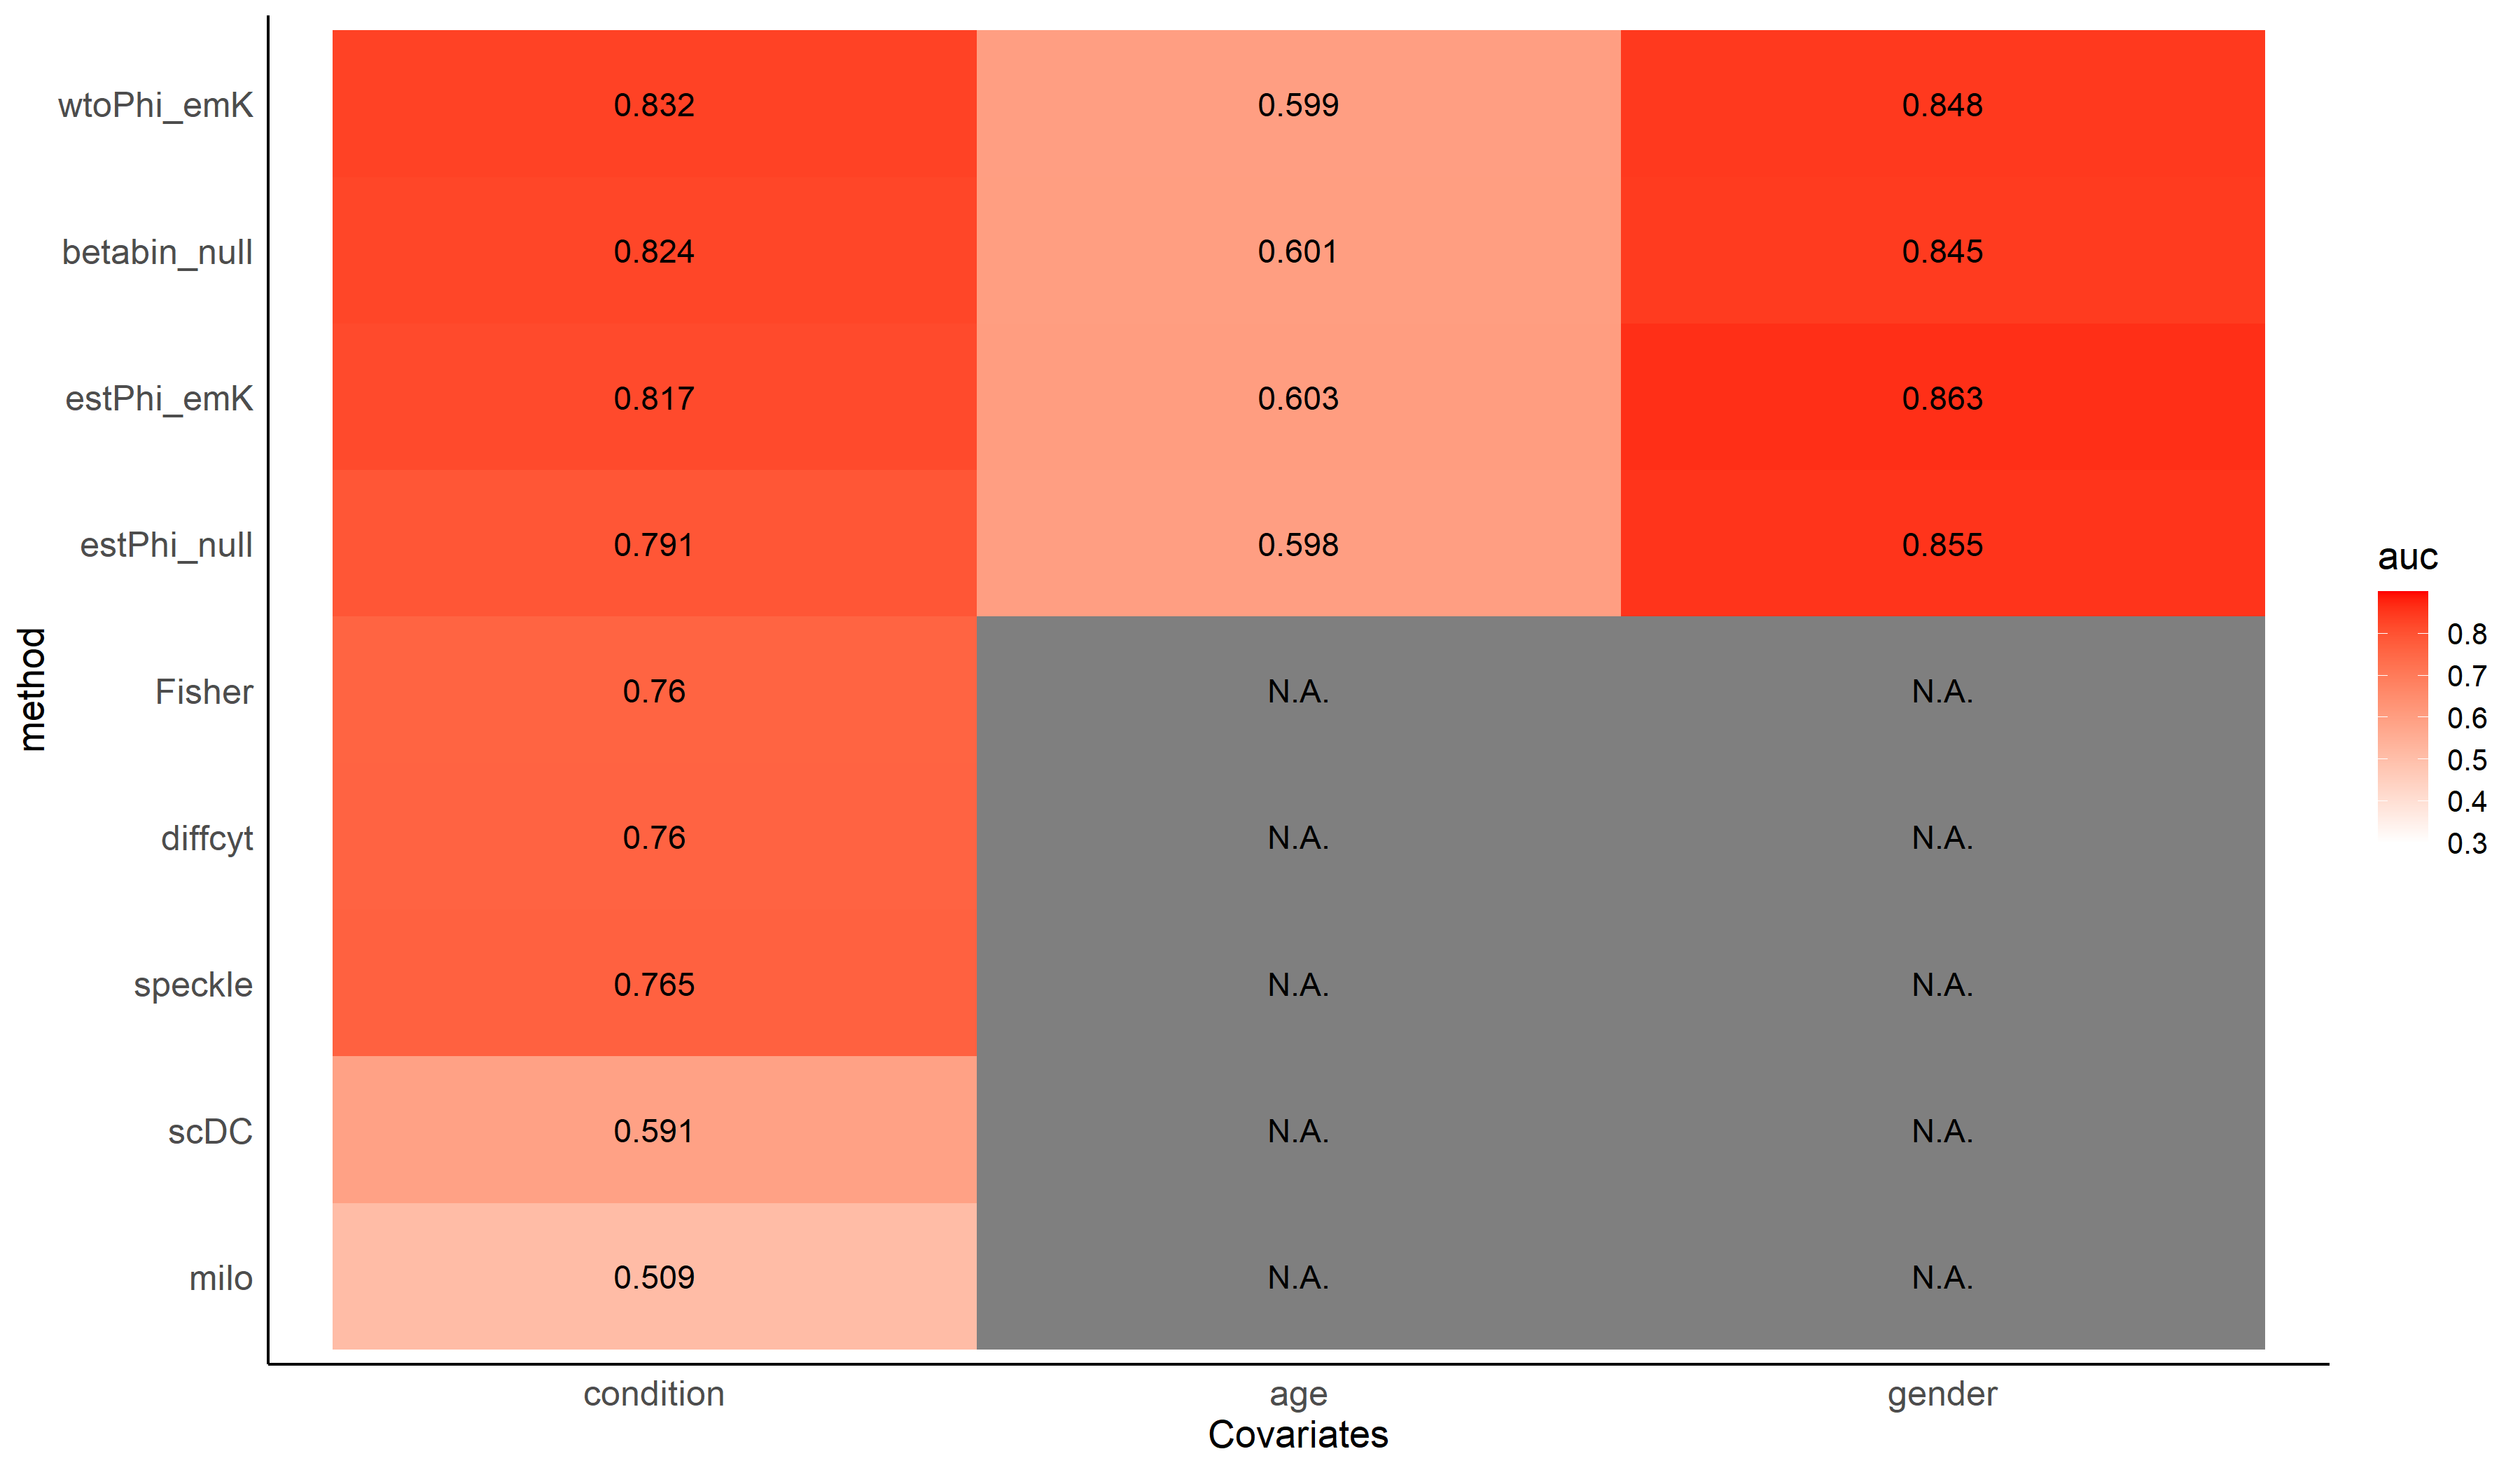 wtoPhi_emK 0.832 0.599 0.848
betabin_null 0.824 0.601 0.845
estPhi_emK 0.817 0.603 0.863
estPhi_null 0.791 0.598 0.855
Fisher 0.76 N.A. N.A.
diffcyt 0.76 N.A. N.A.
speckle 0.765 N.A. N.A.
scDC 0.591 N.A. N.A.
milo 0.509 N.A. N.A.
method
condition age gender
Covariates
auc
0.8
0.7
0.6
0.5
0.4
0.3